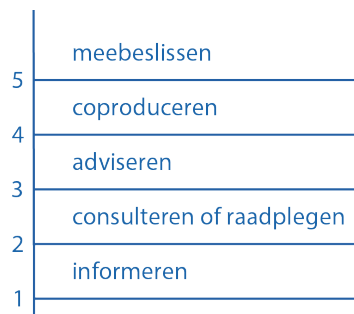 meebeslissen
5
coproduceren
4
adviseren
3
consulteren of raadplegen
2
informeren
1